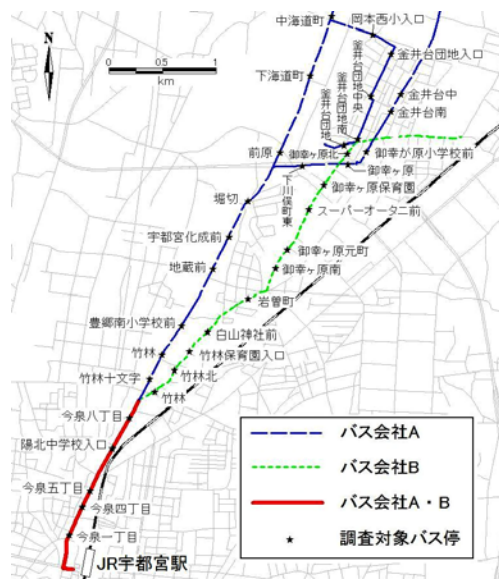 中海道町
岡本西小入口
釜井台団地入口
N
0
0.5
1
km
下海道町
釜井台団地中央
釜井台団地南
釜井台団地
釜井台中
釜井台南
前原
御幸ヶ原北
御幸が原小学校前
御幸ヶ原
下川俣町東
御幸ヶ原保育園
堀切
スーパーオータニ前
宇都宮化成前
御幸ヶ原元町
地蔵前
御幸ヶ原南
岩曽町
豊郷南小学校前
白山神社前
竹林
竹林保育園入口
竹林十文字
竹林北
竹林
今泉八丁目
陽北中学校入口
今泉五丁目
今泉四丁目
今泉一丁目
JR宇都宮駅
バス会社A
バス会社B
バス会社A・B
調査対象バス停